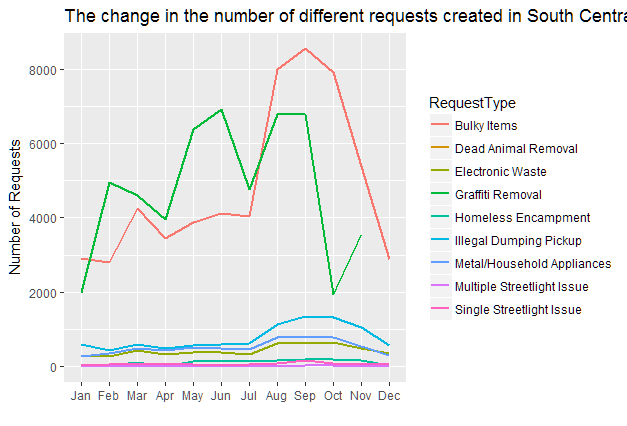 The change in the number of different requests created in South Centra
Number of Requests
8000
6000
4000
2000
0
Jan Feb Mar Apr May Jun Jul Aug Sep Oct Nov Dec
RequestType
Bulky Items
Dead Animal Removal
Electronic Waste
Graffiti Removal
Homeless Encampment
Illegal Dumping Pickup
Metal/Household Appliances
Multiple Streetlight Issue
Single Streetlight Issue